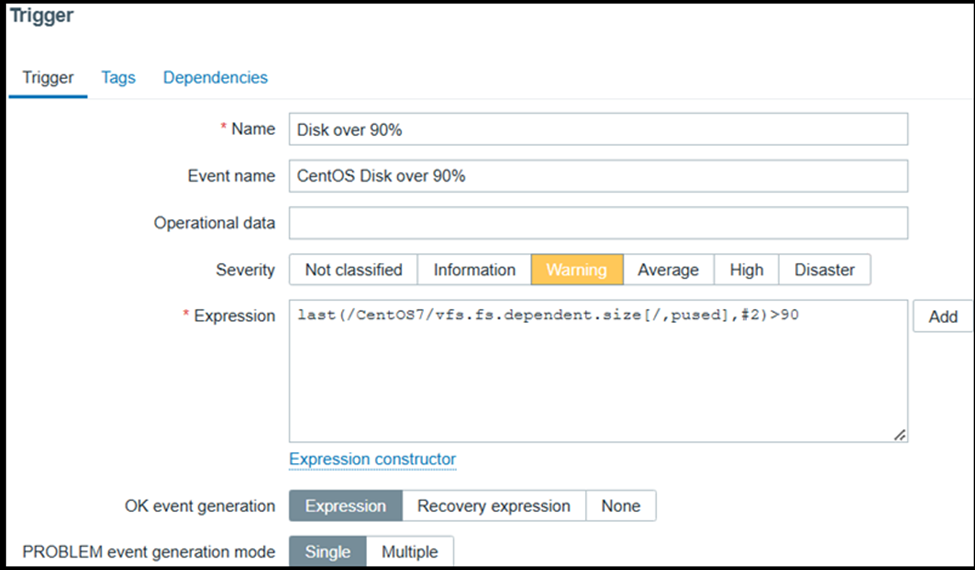 Trigger
Trigger Tags Dependencies
* Name Disk over 90%
Event name CentOS Disk over 90%
Operational data
Severity Not classified Information Warning Average High Disaster
* Expression last(/CentOS7/vfs.fs.dependent.size[/,pused],#2)>90 Add
Expression constructor
OK event generation Expression Recovery expression None
PROBLEM event generation mode Single Multiple